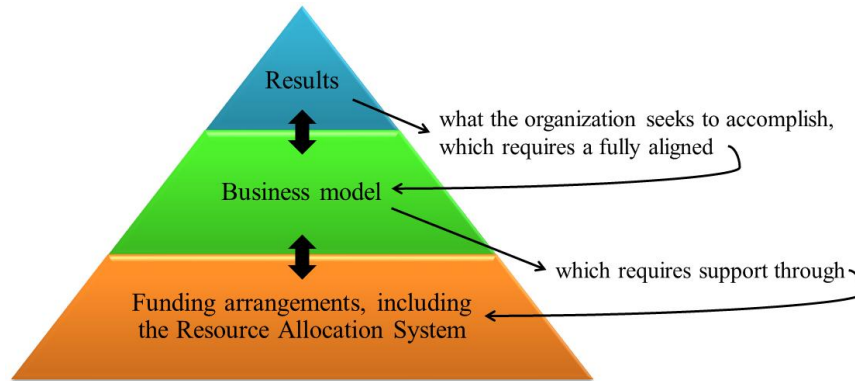 Results
what the organization seeks to accomplish,
which requires a fully aligned
Business model
which requires support through
Funding arrangements, including
the Resource Allocation System